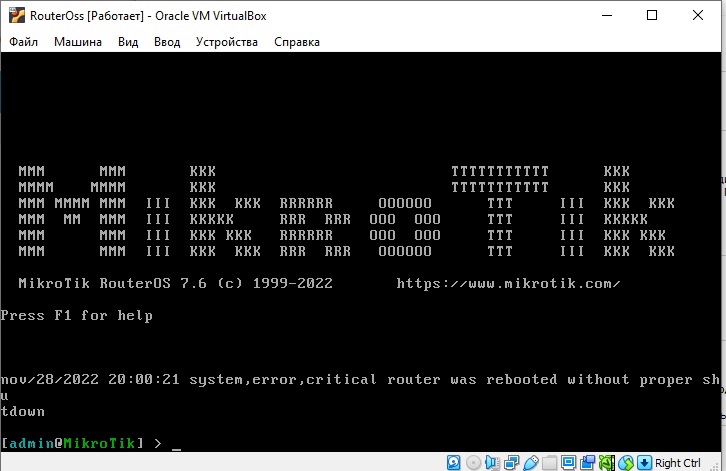 RouterOss [Работает] - Oracle VM VirtualBox
Файл Машина Вид Ввод Устройства Справка
MMM MMM KKK TTTTTTTTTTT KKK
MMMM MMMM KKK TTTTTTTTTTT KKK
MMM MMMM MMM III KKK KKK RRRRRR OOOOOO TTT III KKK KKK
MMM MM MMM III KKKKK RRR RRR OOO OOO TTT III KKKKK
MMM MMM III KKK KKK RRRRRR OOO OOO TTT III KKK KKK
MMM MMM III KKK KKK RRR RRR OOOOOO TTT III KKK KKK
MikroTik RouterOS 7.6 (c) 1999-2022 https://www.mikrotik.com/
Press F1 for help
nov/28/2022 20:00:21 system,error,critical router was rebooted without proper sh
u
tdown
[admin@MikroTik] > _
Right Ctrl